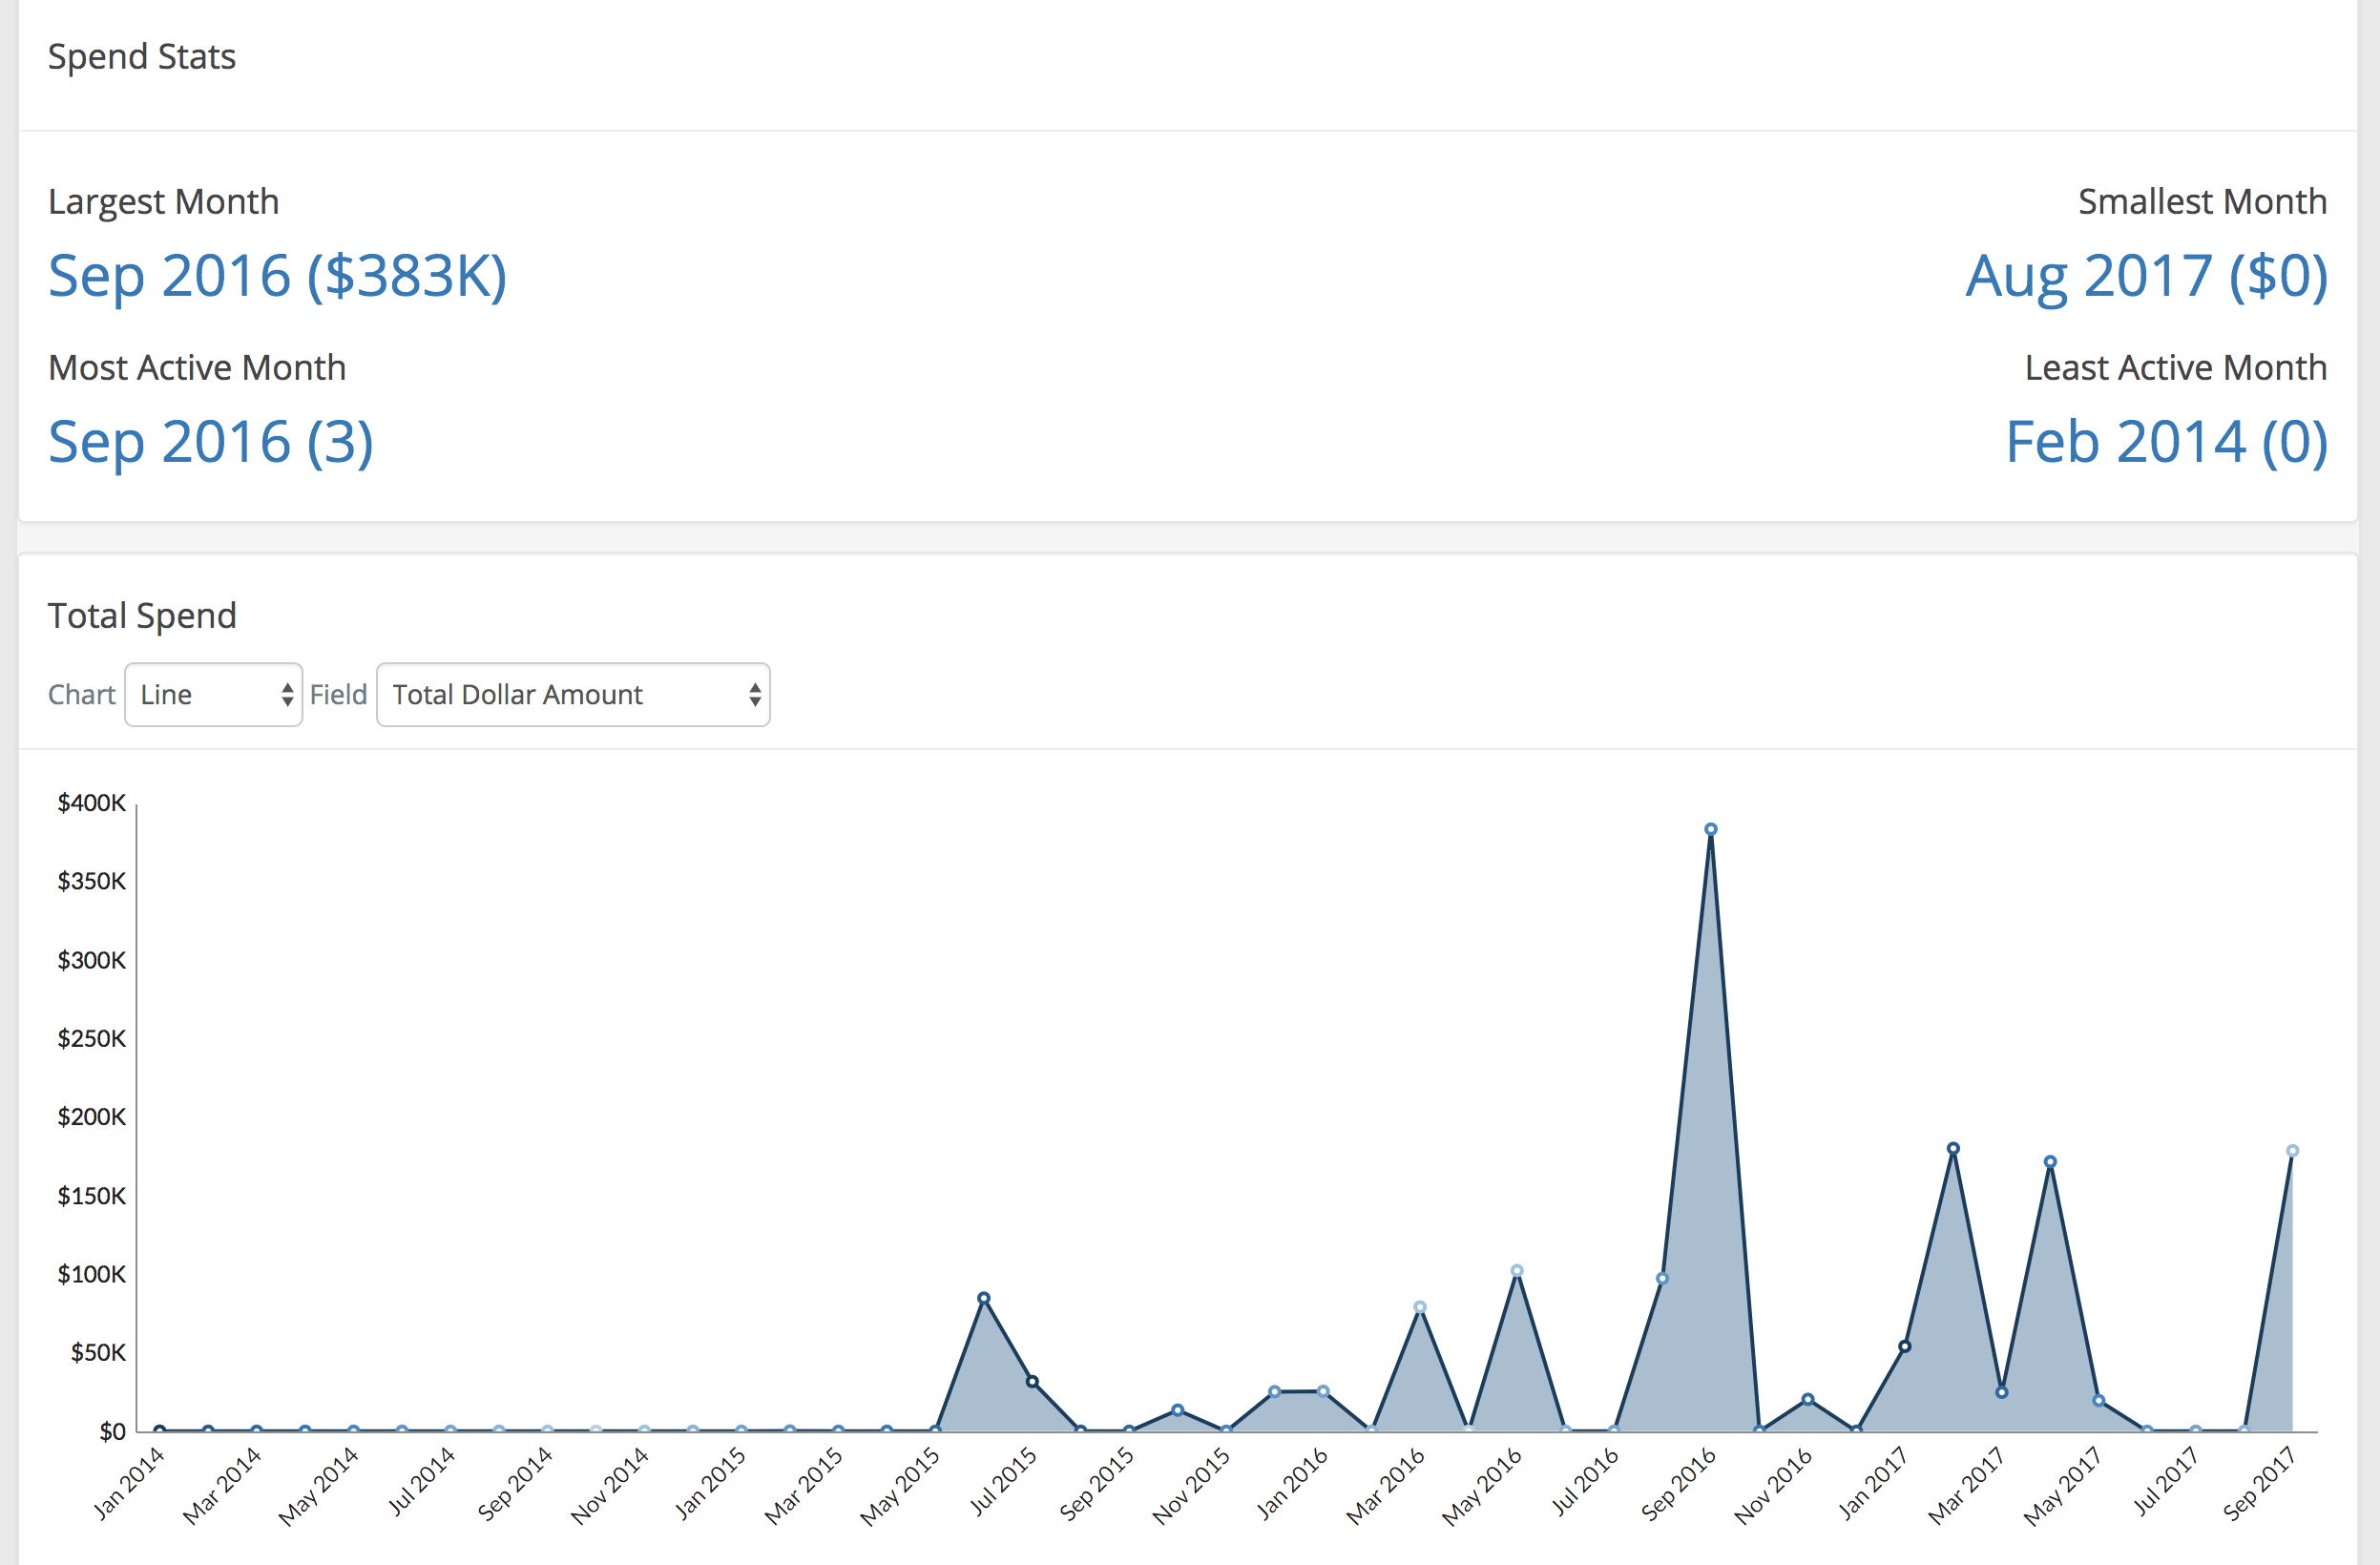 Spend Stats
Largest Month
Smallest Month
Sep 2016 ($383K)
Aug 2017 ($0)
Most Active Month
Least Active Month
Sep 2016 (3)
Feb 2014 (0)
Total Spend
Chart Line Field Total Dollar Amount
$400K
$350K
$300K
$250K
$200K
$150K
$100K
$50K
$0
Jan 2014
Mar 2014
May 2014
Jul 2014
Sep 2014
Nov 2014
Jan 2015
Mar 2015
May 2015
Jul 2015
Sep 2015
Nov 2015
Jan 2016
Mar 2016
May 2016
Jul 2016
Sep 2016
Nov 2016
Jan 2017
Mar 2017
May 2017
Jul 2017
Sep 2017